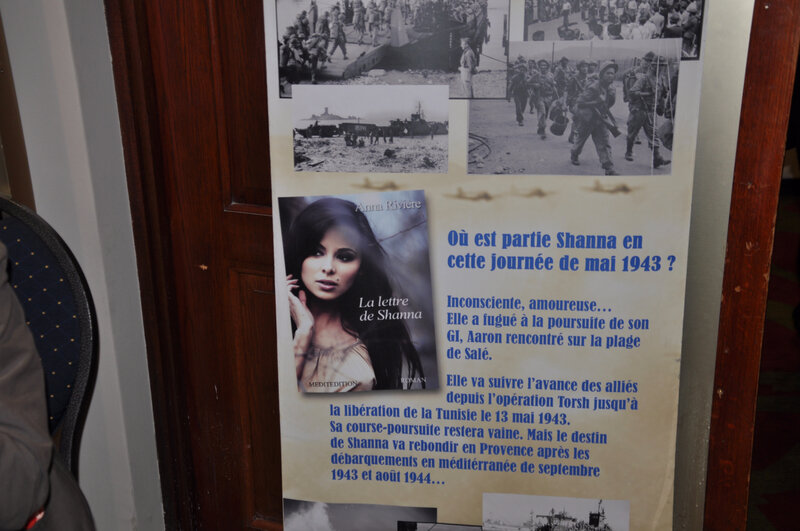 Anna Rivière
La lettre
de Shanna
MEDITEDITION
ROMAN
Où est partie Shanna en
cette journée de mai 1943 ?
Inconsciente, amoureuse...
Elle a fugué à la poursuite de son
GI, Aaron rencontré sur la plage
de Salé.
Elle va suivre l'avance des alliés
depuis l'opération Torsh jusqu'à
la libération de la Tunisie le 13 mai 1943.
Sa course-poursuite restera vaine. Mais le destin
de Shanna va rebondir en Provence après les
débarquements en méditérranée de septembre
1943 et août 1944...